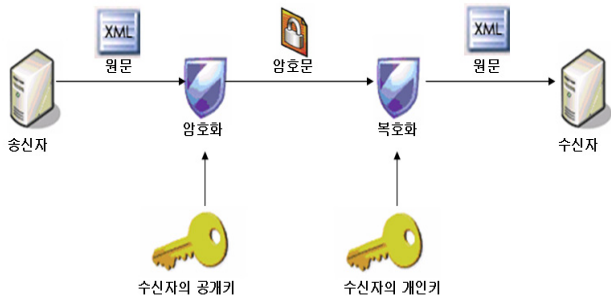 XML
XML
원문
암호문
원문
송신자
암호화
복호화
수신자
수신자의 공개키
수신자의 개인키